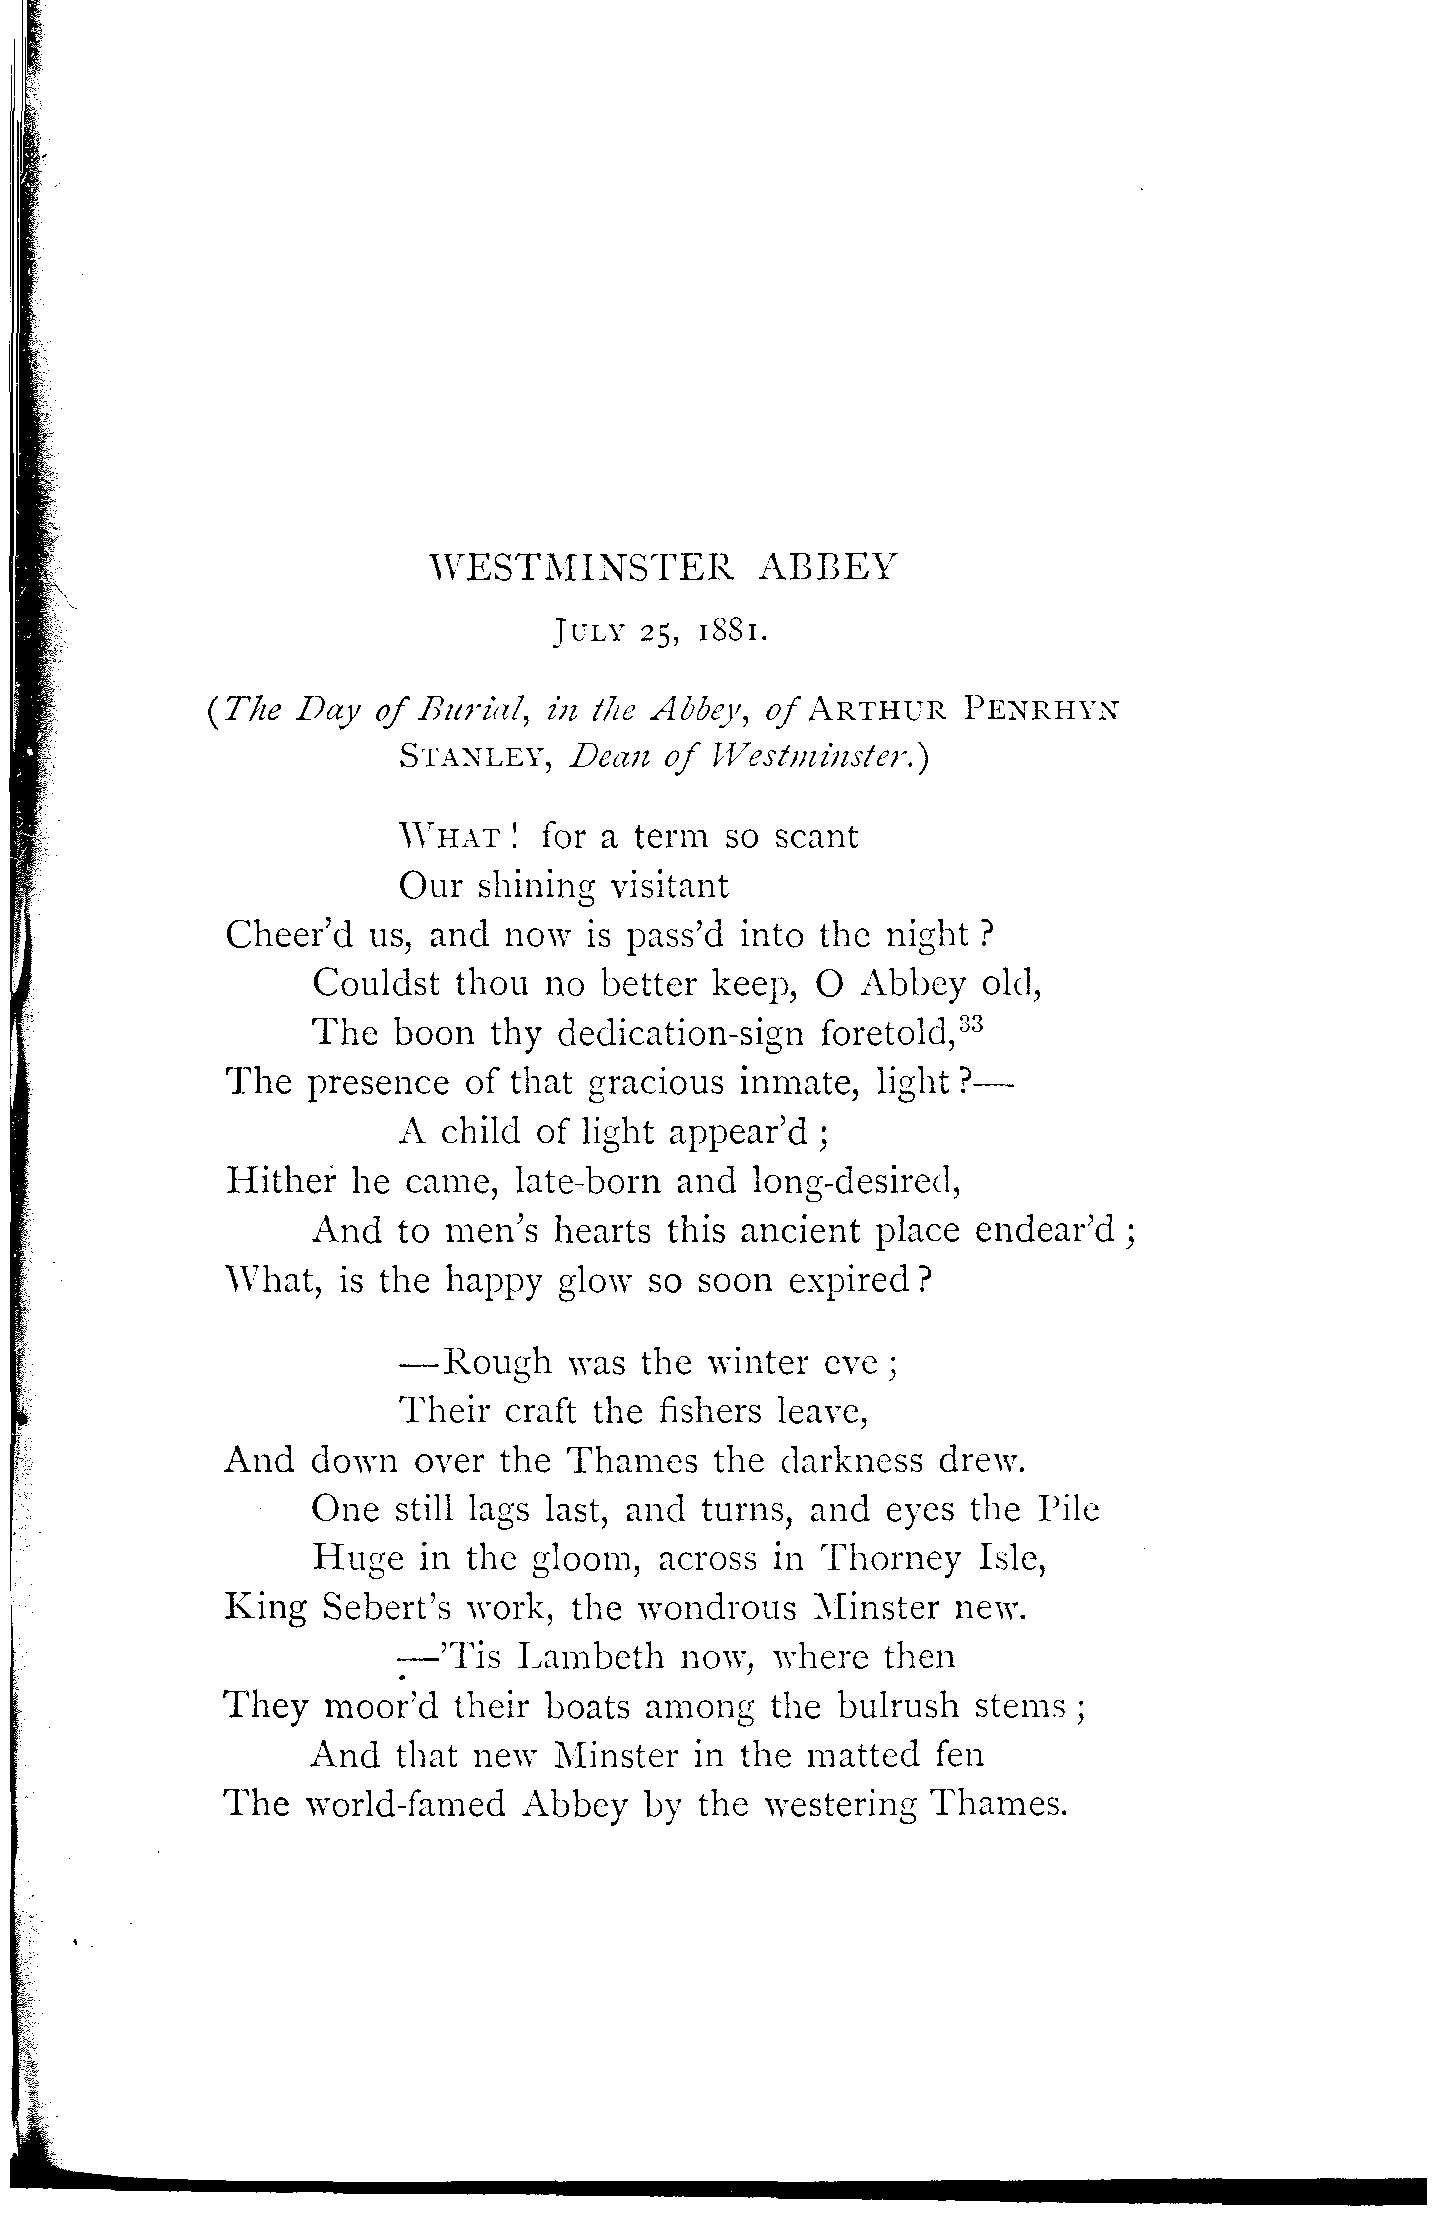 WESTMINSTER ABBEY
JULY 25, 1881.
(The Day of Burial, in the Abbey, of ARTHUR PENRHYN
STANLEY, Dean of Westminster.)
WHAT! for a term so scant
Our shining visitant
Cheer'd us, and now is pass'd into the night?
Couldst thou no better keep, O Abbey old,
The boon thy dedication-sign foretold,33
The presence of that gracious inmate, light?—
A child of light appear'd;
Hither he came, late-born and long-desired,
And to men's hearts this ancient place endear'd;
What, is the happy glow so soon expired?
—Rough was the winter eve;
Their craft the fishers leave,
And down over the Thames the darkness drew.
One still lags last, and turns, and eyes the Pile
Huge in the gloom, across in Thorney Isle,
King Sebert's work, the wondrous Minster new.
—'Tis Lambeth now, where then
They moor'd their boats among the bulrush stems;
And that new Minster in the matted fen
The world-famed Abbey by the westering Thames.